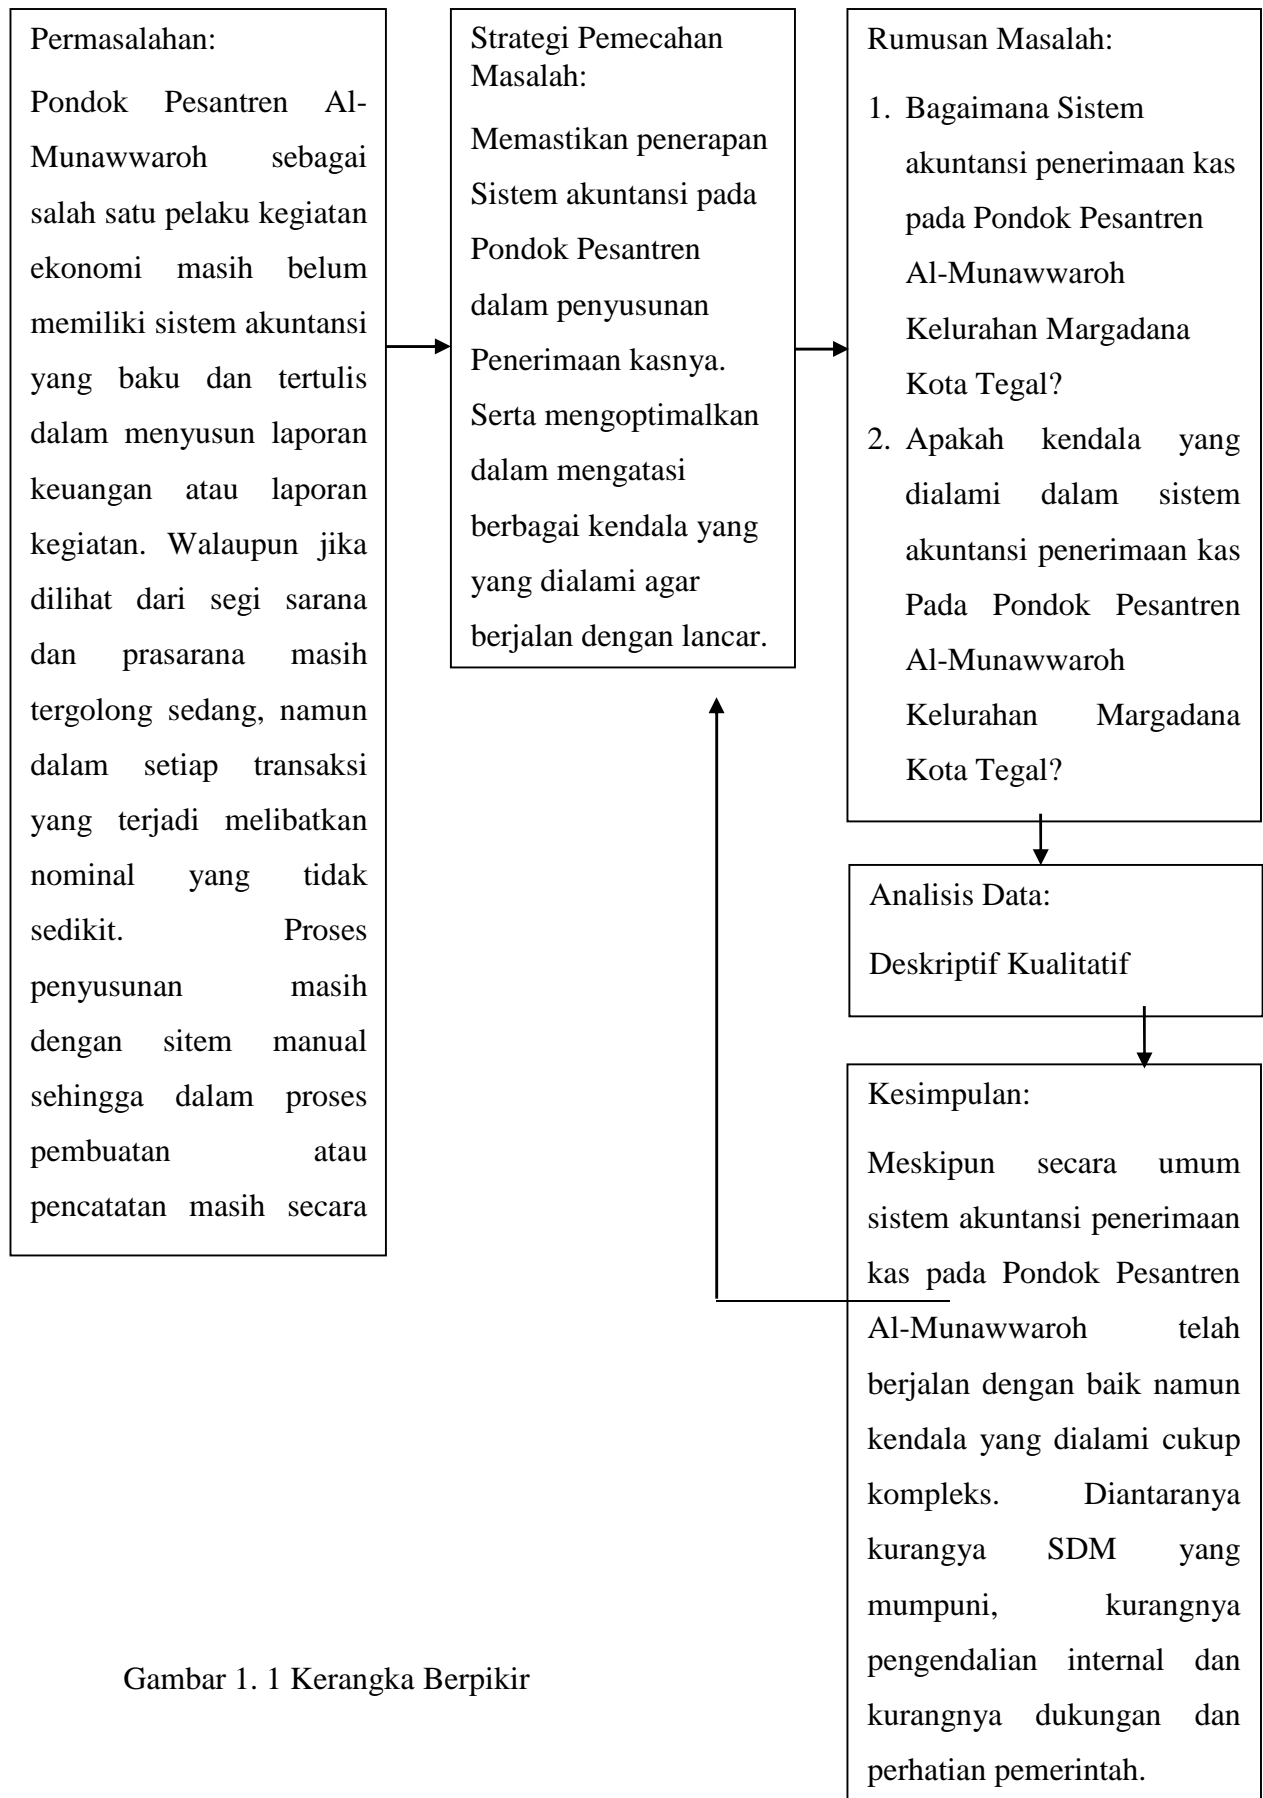 Permasalahan:
Pondok Pesantren Al-
Munawwaroh sebagai
salah satu pelaku kegiatan
ekonomi masih belum
memiliki sistem akuntansi
yang baku dan tertulis
dalam menyusun laporan
keuangan atau laporan
kegiatan. Walaupun jika
dilihat dari segi sarana
dan prasarana masih
tergolong sedang, namun
dalam setiap transaksi
yang terjadi melibatkan
nominal yang tidak
sedikit. Proses
penyusunan masih
dengan sitem manual
sehingga dalam proses
pembuatan atau
pencatatan masih secara
Strategi Pemecahan
Masalah:
Memastikan penerapan
Sistem akuntansi pada
Pondok Pesantren
dalam penyusunan
Penerimaan kasnya.
Serta mengoptimalkan
dalam mengatasi
berbagai kendala yang
yang dialami agar
berjalan dengan lancar.
Rumusan Masalah:
1. Bagaimana Sistem
akuntansi penerimaan kas
pada Pondok Pesantren
Al-Munawwaroh
Kelurahan Margadana
Kota Tegal?
2. Apakah kendala yang
dialami dalam sistem
akuntansi penerimaan kas
Pada Pondok Pesantren
Al-Munawwaroh
Kelurahan Margadana
Kota Tegal?
Analisis Data:
Deskriptif Kualitatif
Kesimpulan:
Meskipun secara umum
sistem akuntansi penerimaan
kas pada Pondok Pesantren
Al-Munawwaroh telah
berjalan dengan baik namun
kendala yang dialami cukup
kompleks. Diantaranya
kurangya SDM yang
mumpuni, kurangnya
pengendalian internal dan
kurangnya dukungan dan
perhatian pemerintah.
Gambar 1. 1 Kerangka Berpikir